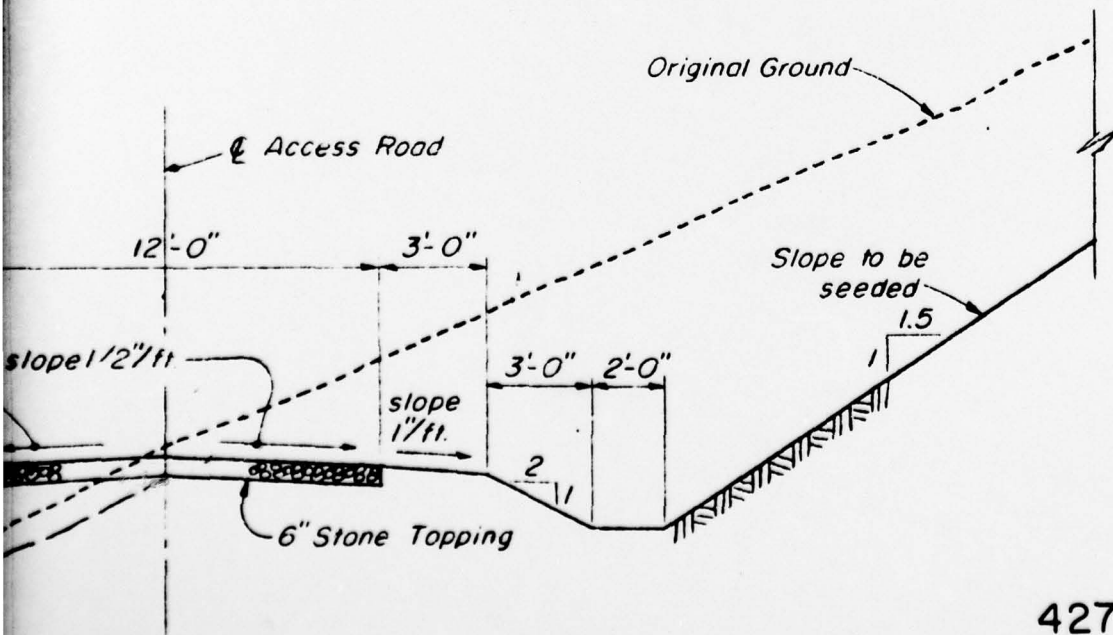 Original Ground
℄ Access Road
12'-0"
3'-0"
Slope to be
seeded
1.5
1
slope 1/2"/ft.
3'-0"
2'-0"
slope
1"/ft.
2
1
6" Stone Topping
427